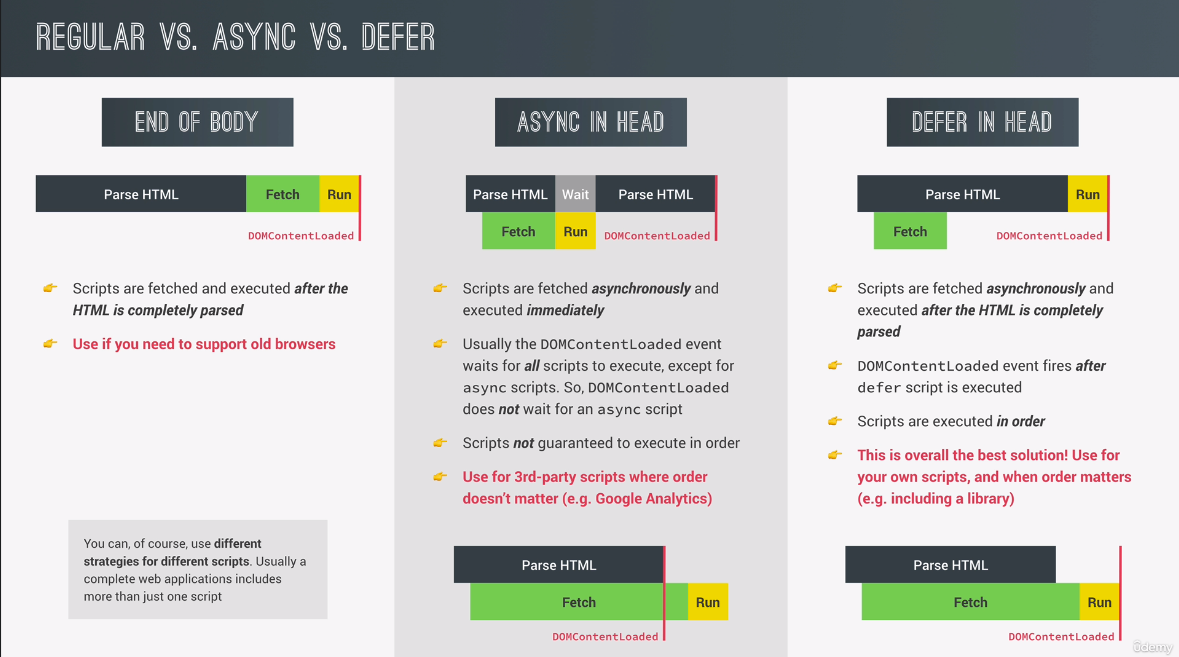 REGULAR VS. ASYNC VS. DEFER
END OF BODY
Parse HTML
Fetch
Run
DOMContentLoaded
Scripts are fetched and executed after the
HTML is completely parsed
Use if you need to support old browsers
You can, of course, use different
strategies for different scripts. Usually a
complete web applications includes
more than just one script
ASYNC IN HEAD
Parse HTML
Wait
Parse HTML
Fetch
Run
DOMContentLoaded
Scripts are fetched asynchronously and
executed immediately
Usually the DOMContentLoaded event
waits for all scripts to execute, except for
async scripts. So, DOMContentLoaded
does not wait for an async script
Scripts not guaranteed to execute in order
Use for 3rd-party scripts where order
doesn't matter (e.g. Google Analytics)
Parse HTML
Fetch
Run
DOMContentLoaded
DEFER IN HEAD
Parse HTML
Run
Fetch
DOMContentLoaded
Scripts are fetched asynchronously and
executed after the HTML is completely
parsed
DOMContentLoaded event fires after
defer script is executed
Scripts are executed in order
This is overall the best solution! Use for
your own scripts, and when order matters
(e.g. including a library)
Parse HTML
Fetch
Run
DOMContentLoaded
ûdemy